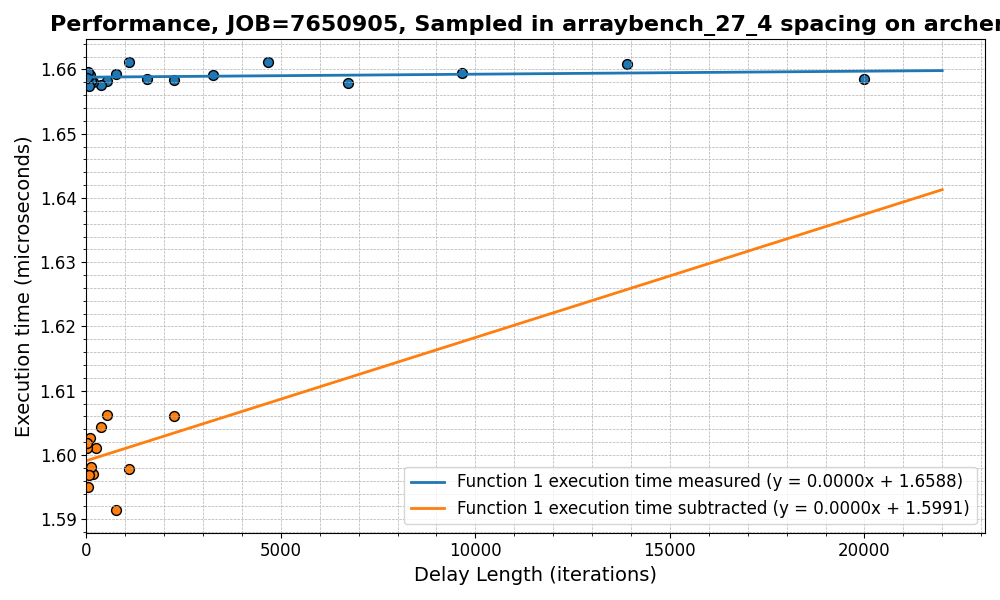 Performance, JOB=7650905, Sampled in arraybench_27_4 spacing on archer
Execution time (microseconds)
1.66
1.65
1.64
1.63
1.62
1.61
1.60
1.59
Function 1 execution time measured (y = 0.0000x + 1.6588)
Function 1 execution time subtracted (y = 0.0000x + 1.5991)
0 5000 10000 15000 20000
Delay Length (iterations)